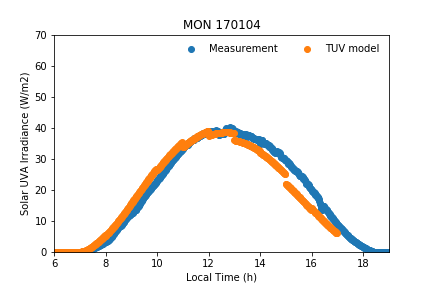 MON 170104
70
60
50
40
30
20
10
0
Solar UVA Irradiance (W/m2)
Measurement
TUV model
6 8 10 12 14 16 18
Local Time (h)